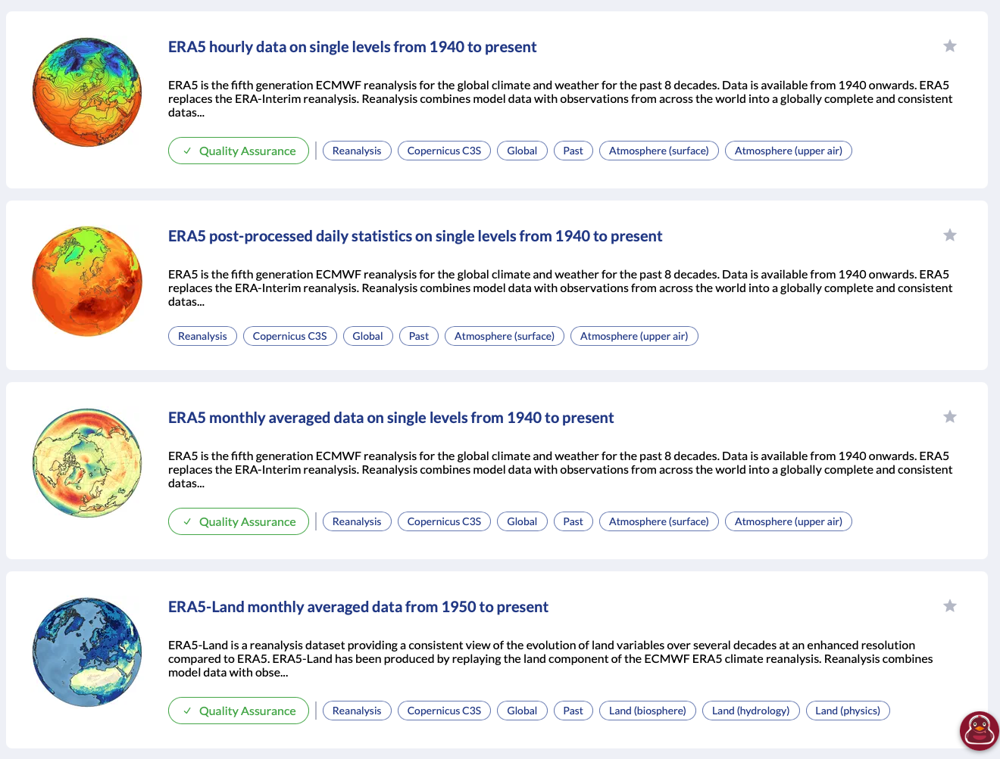 ERA5 hourly data on single levels from 1940 to present
ERA5 is the fifth generation ECMWF reanalysis for the global climate and weather for the past 8 decades. Data is available from 1940 onwards. ERA5
replaces the ERA-Interim reanalysis. Reanalysis combines model data with observations from across the world into a globally complete and consistent
datas...
Quality Assurance Reanalysis Copernicus C3S Global Past Atmosphere (surface) Atmosphere (upper air)
ERA5 post-processed daily statistics on single levels from 1940 to present
ERA5 is the fifth generation ECMWF reanalysis for the global climate and weather for the past 8 decades. Data is available from 1940 onwards. ERA5
replaces the ERA-Interim reanalysis. Reanalysis combines model data with observations from across the world into a globally complete and consistent
datas...
Reanalysis Copernicus C3S Global Past Atmosphere (surface) Atmosphere (upper air)
ERA5 monthly averaged data on single levels from 1940 to present
ERA5 is the fifth generation ECMWF reanalysis for the global climate and weather for the past 8 decades. Data is available from 1940 onwards. ERA5
replaces the ERA-Interim reanalysis. Reanalysis combines model data with observations from across the world into a globally complete and consistent
datas...
Quality Assurance Reanalysis Copernicus C3S Global Past Atmosphere (surface) Atmosphere (upper air)
ERA5-Land monthly averaged data from 1950 to present
ERA5-Land is a reanalysis dataset providing a consistent view of the evolution of land variables over several decades at an enhanced resolution
compared to ERA5. ERA5-Land has been produced by replaying the land component of the ECMWF ERA5 climate reanalysis. Reanalysis combines
model data with obse...
Quality Assurance Reanalysis Copernicus C3S Global Past Land (biosphere) Land (hydrology) Land (physics)